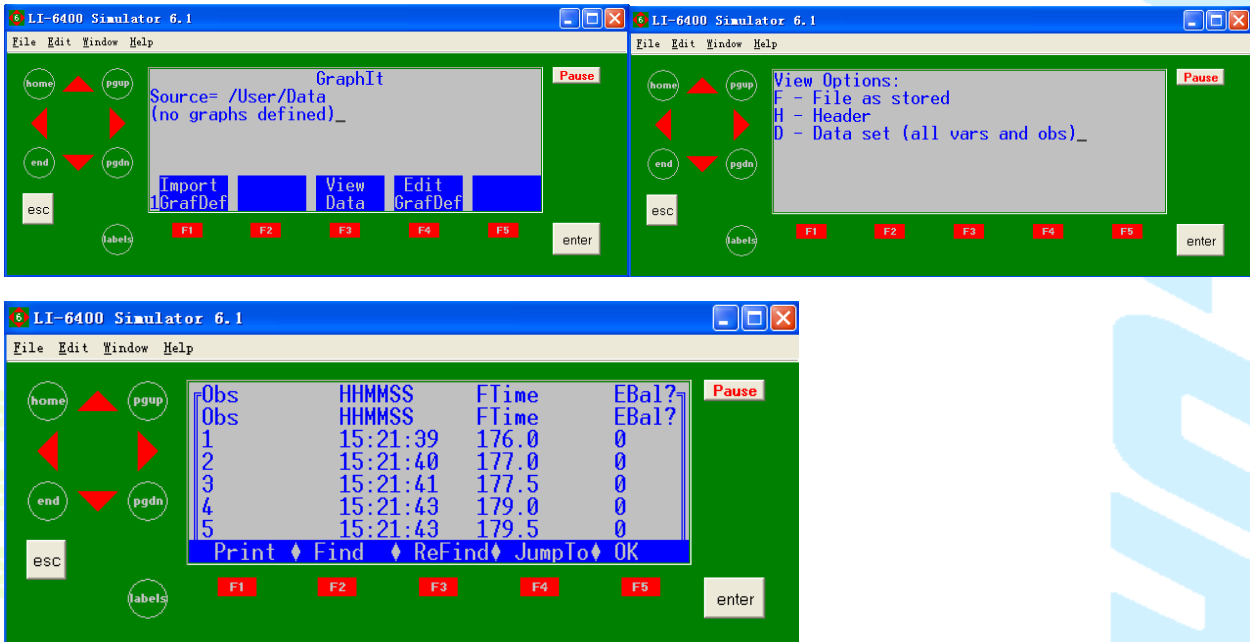 LI-6400 Simulator 6.1
File Edit Window Help
home
pgup
end
pgdn
esc
labels
GraphIt
Source= /User/Data
(no graphs defined)_
Import View Edit
1GrafDef Data GrafDef
F1 F2 F3 F4 F5
Pause
enter
LI-6400 Simulator 6.1
File Edit Window Help
home
pgup
end
pgdn
esc
labels
View Options:
F - File as stored
H - Header
D - Data set (all vars and obs)_
F1 F2 F3 F4 F5
Pause
enter
LI-6400 Simulator 6.1
File Edit Window Help
home
pgup
end
pgdn
esc
labels
Obs HHMMSS FTime EBal?
Obs HHMMSS FTime EBal?
1 15:21:39 176.0 0
2 15:21:40 177.0 0
3 15:21:41 177.5 0
4 15:21:43 179.0 0
5 15:21:43 179.5 0
Print ♦ Find ♦ ReFind♦ JumpTo♦ OK
F1 F2 F3 F4 F5
Pause
enter